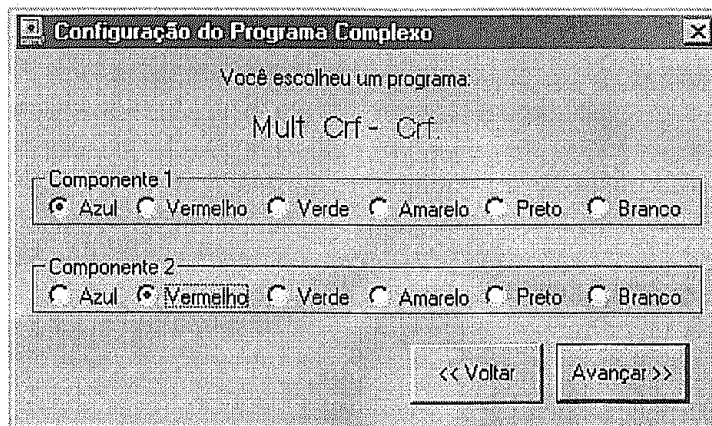 Configuração do Programa Complexo
Você escolheu um programa:
Mult Crf - Crf.
Componente 1
Azul Vermelho Verde Amarelo Preto Branco
Componente 2
Azul Vermelho Verde Amarelo Preto Branco
<< Voltar Avançar >>